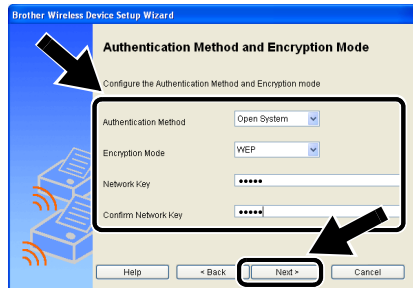 Brother Wireless Device Setup Wizard
Authentication Method and Encryption Mode
Configure the Authentication Method and Encryption mode
Authentication Method
Open System
Encryption Mode
WEP
Network Key
•••••
Confirm Network Key
•••••
Help
< Back
Next >
Cancel